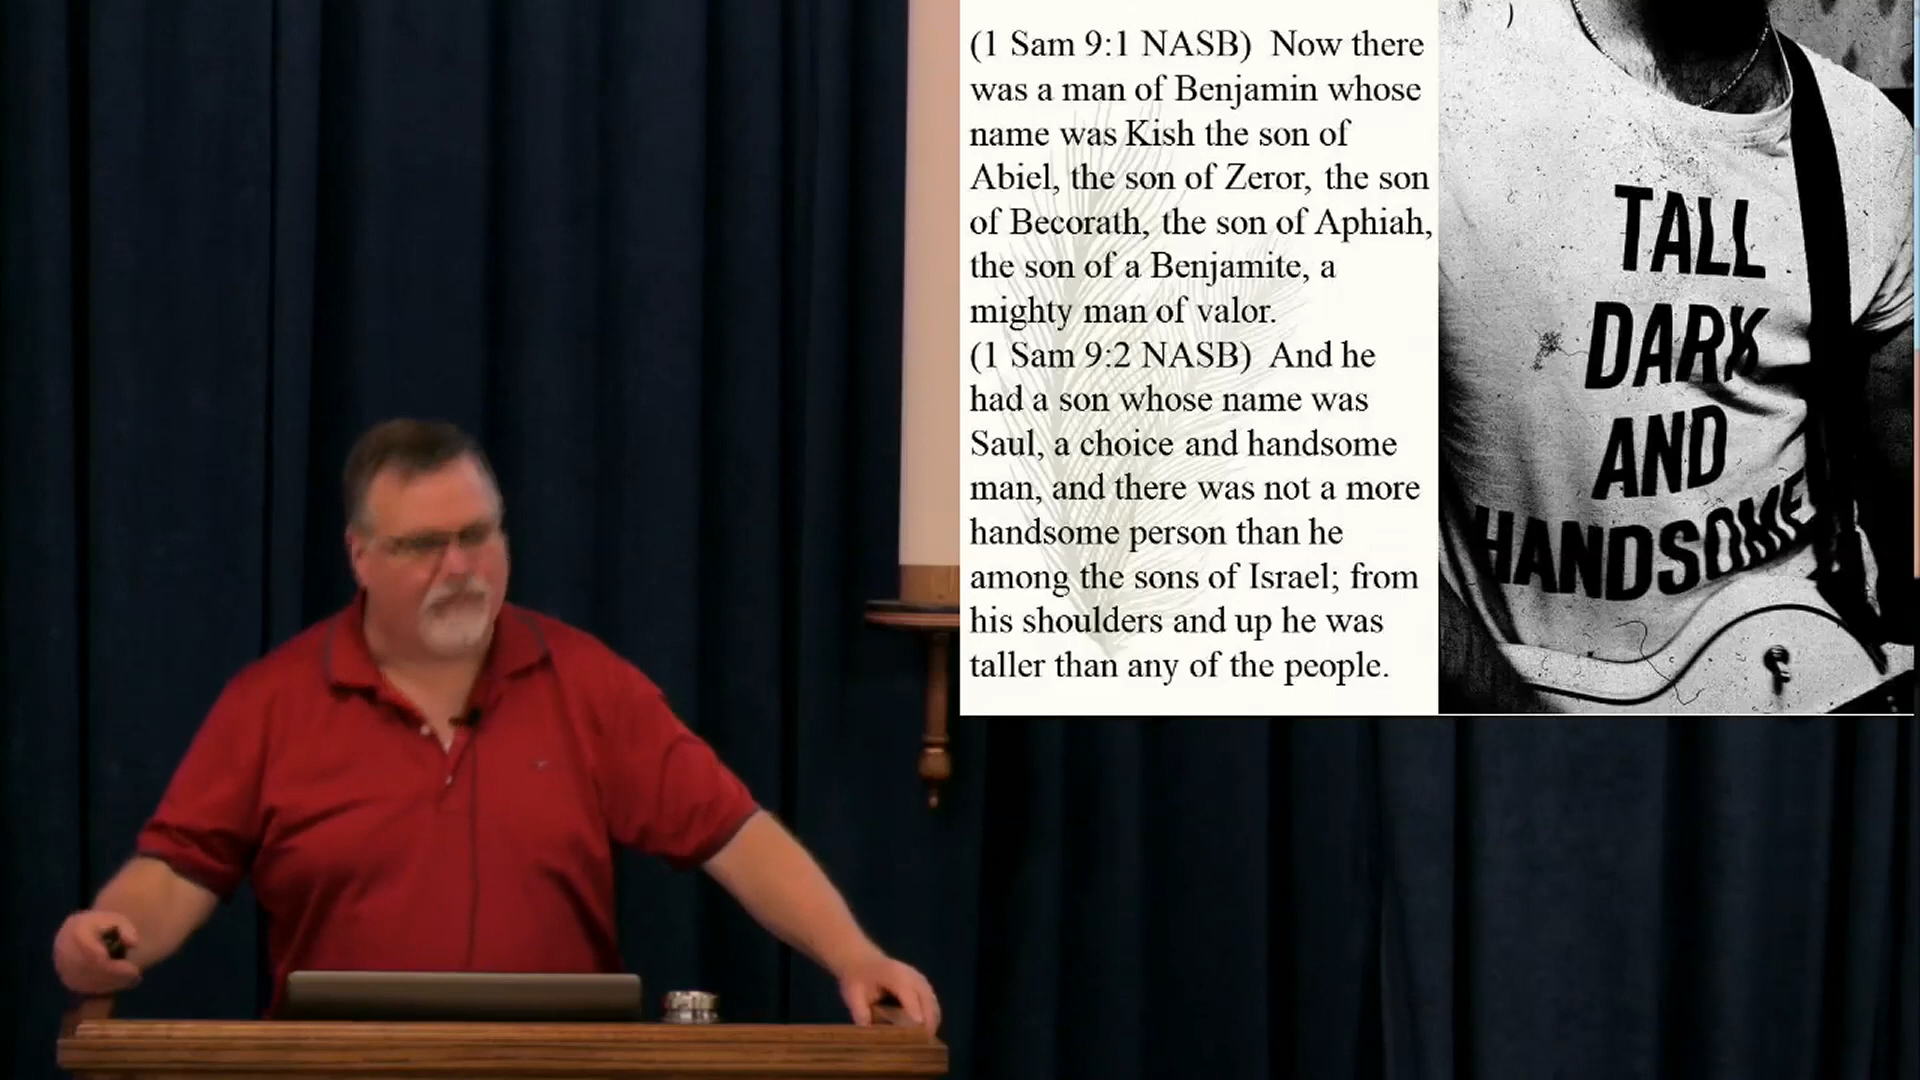 (1 Sam 9:1 NASB)  Now there
was a man of Benjamin whose
name was Kish the son of
Abiel, the son of Zeror, the son
of Becorath, the son of Aphiah,
the son of a Benjamite, a
mighty man of valor.
(1 Sam 9:2 NASB)  And he
had a son whose name was
Saul, a choice and handsome
man, and there was not a more
handsome person than he
among the sons of Israel; from
his shoulders and up he was
taller than any of the people.
TALL
DARK
AND
HANDSOME